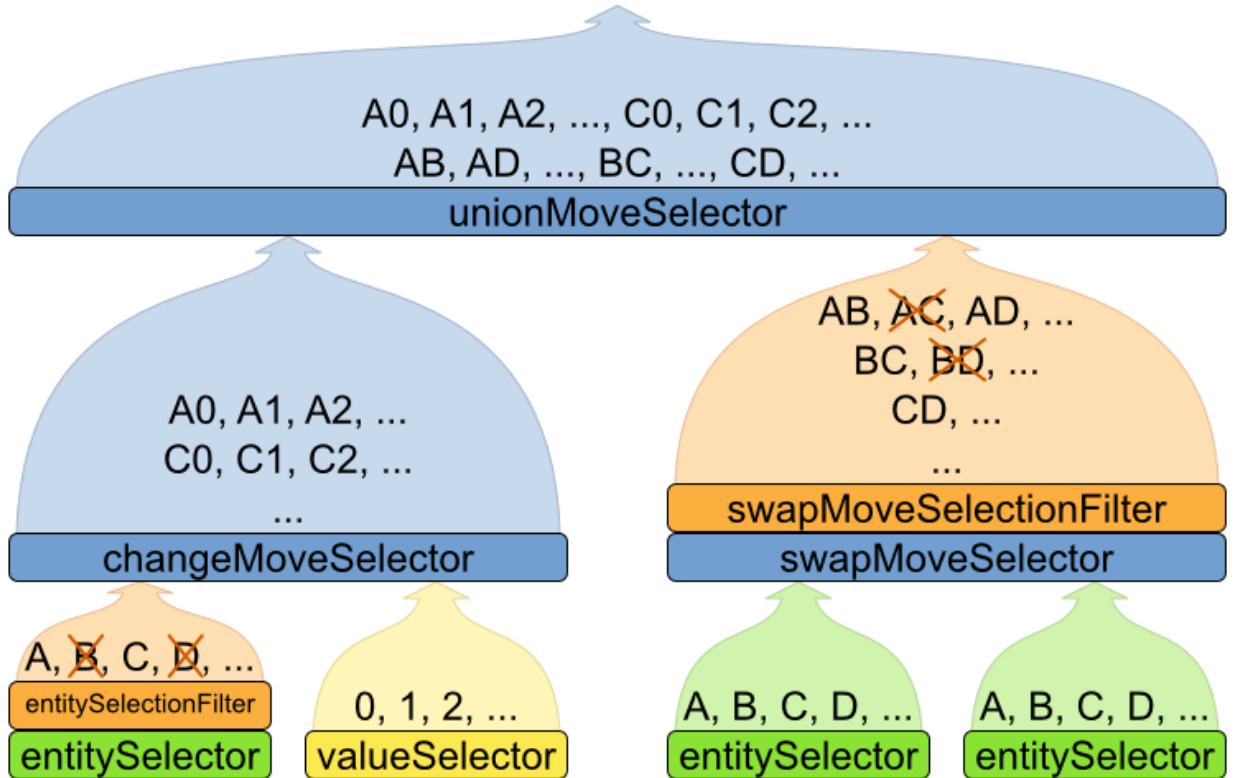 A0, A1, A2, ..., C0, C1, C2, ...
AB, AD, ..., BC, ..., CD, ...
unionMoveSelector
A0, A1, A2, ...
C0, C1, C2, ...
...
changeMoveSelector
AB, AC, AD, ...
BC, BD, ...
CD, ...
...
swapMoveSelectionFilter
swapMoveSelector
A, B, C, D, ...
entitySelectionFilter
entitySelector
0, 1, 2, ...
valueSelector
A, B, C, D, ...
entitySelector
A, B, C, D, ...
entitySelector